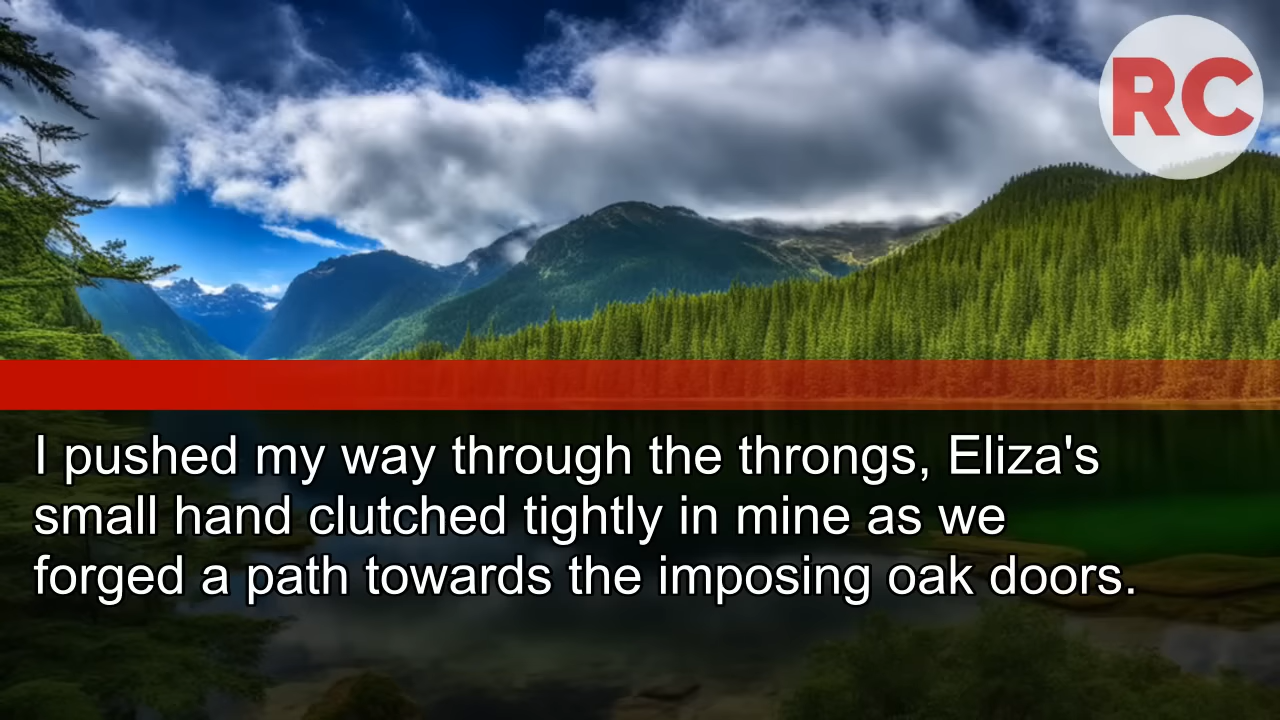 RC
I pushed my way through the throngs, Eliza's
small hand clutched tightly in mine as we
forged a path towards the imposing oak doors.